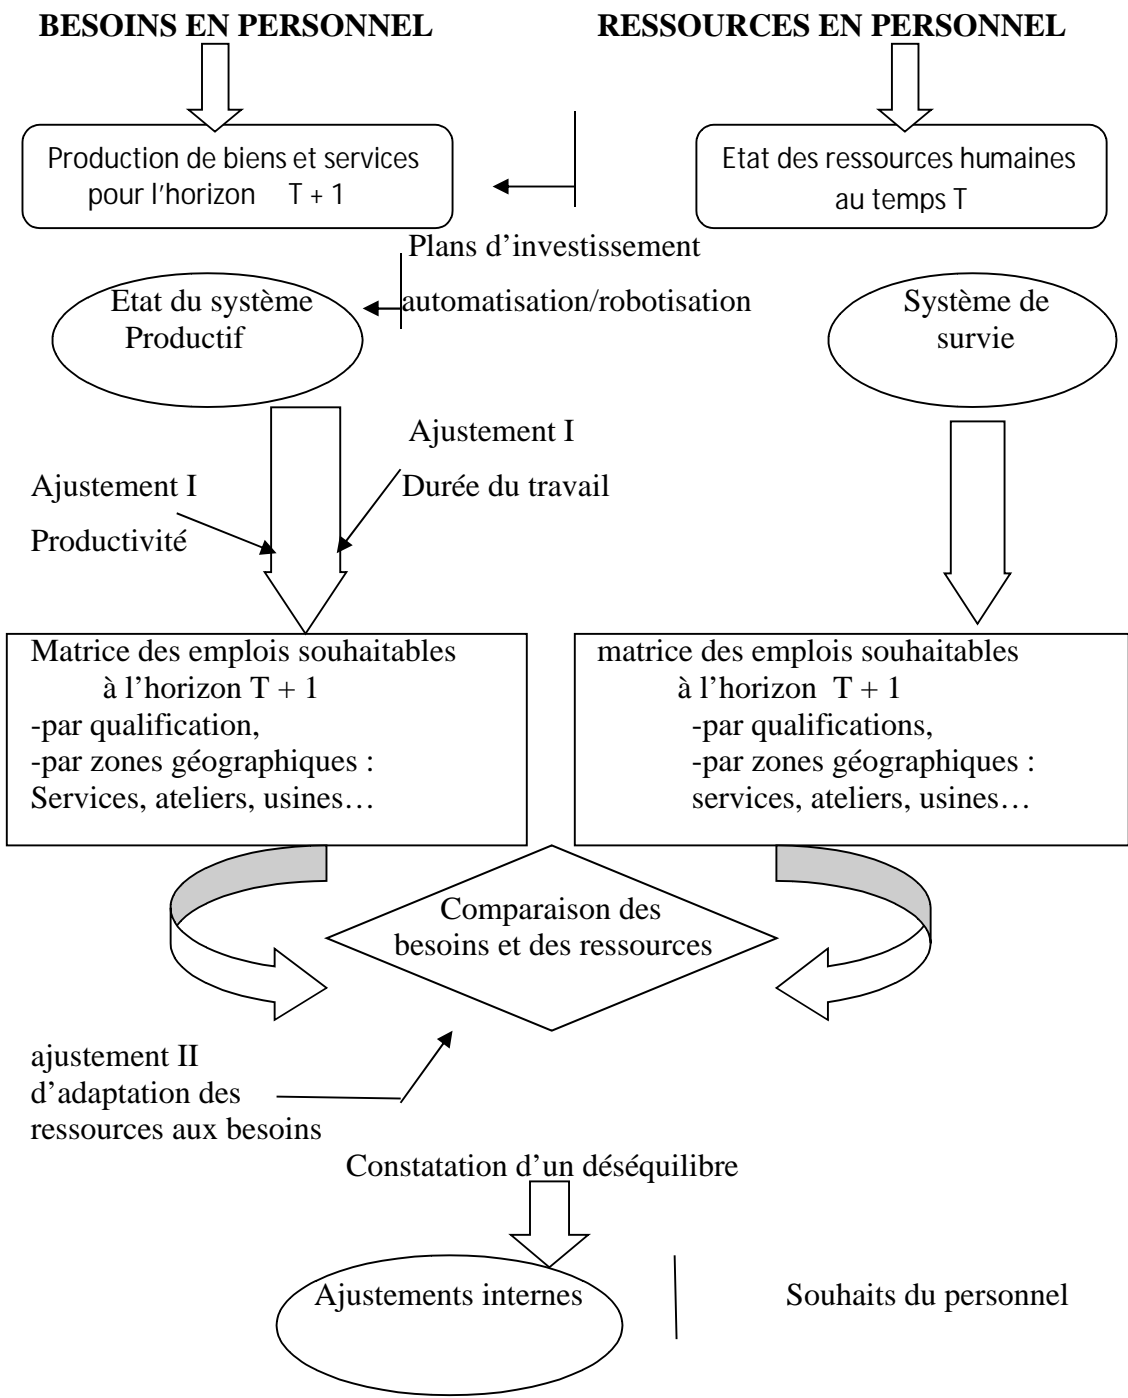 BESOINS EN PERSONNEL
RESSOURCES EN PERSONNEL
Production de biens et services
pour l'horizon T + 1
Etat des ressources humaines
au temps T
Plans d'investissement
automatisation/robotisation
Etat du système
Productif
Système de
survie
Ajustement I
Durée du travail
Ajustement I
Productivité
Matrice des emplois souhaitables
à l'horizon T + 1
-par qualification,
-par zones géographiques :
Services, ateliers, usines…
matrice des emplois souhaitables
à l'horizon T + 1
-par qualifications,
-par zones géographiques :
services, ateliers, usines…
Comparaison des
besoins et des ressources
ajustement II
d'adaptation des
ressources aux besoins
Constatation d'un déséquilibre
Ajustements internes
Souhaits du personnel